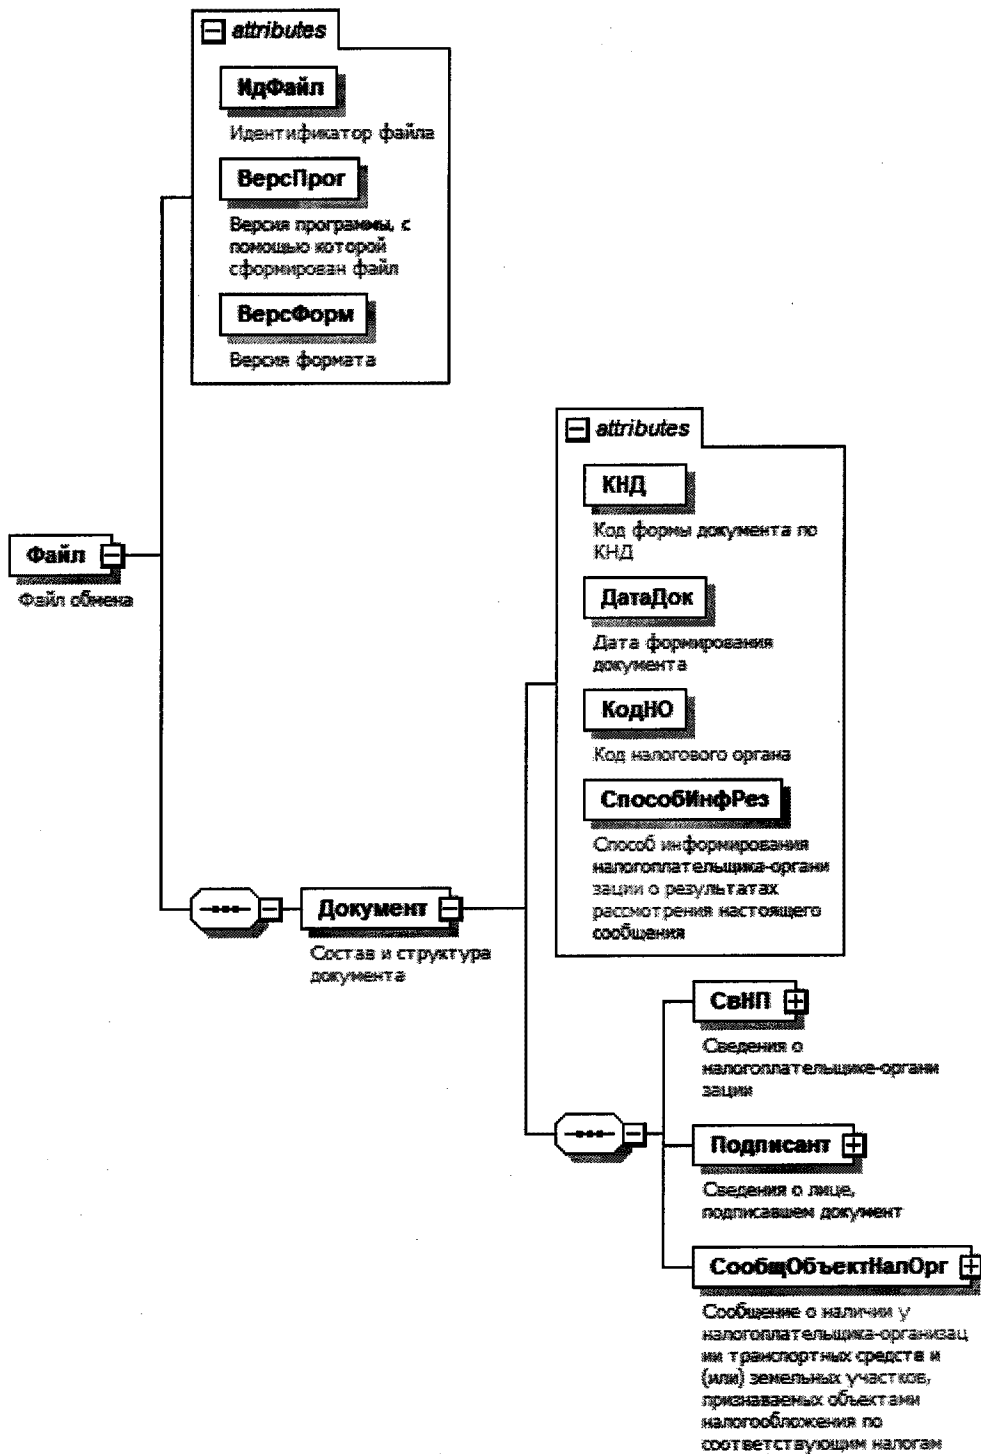 attributes
ИдФайл
Идентификатор файла
ВерсПрог
Версия программы, с
помощью которой
сформирован файл
ВерсФорм
Версия формата
Файл
Файл обмена
attributes
КНД
Код формы документа по
КНД
ДатаДок
Дата формирования
документа
КодНО
Код налогового органа
СпособИнфРез
Способ информирования
налогоплательщика-органи
зации о результатах
рассмотрения настоящего
сообщения
Документ
Состав и структура
документа
СвНП
Сведения о
налогоплательщике-органи
зации
Подписант
Сведения о лице,
подписавшем документ
СообщОбъектНалОрг
Сообщение о наличии у
налогоплательщика-организац
ии транспортных средств и
(или) земельных участков,
признаваемых объектами
налогообложения по
соответствующим налогам